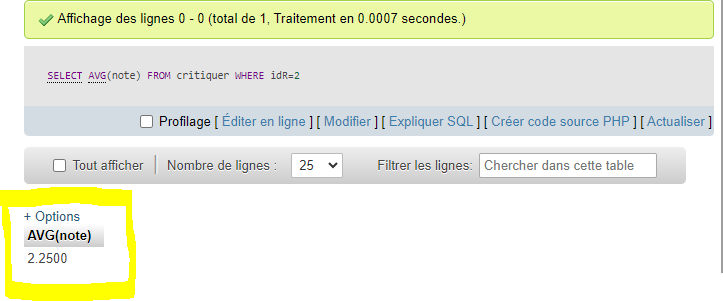 Affichage des lignes 0 - 0 (total de 1, Traitement en 0.0007 secondes.)
SELECT AVG(note) FROM critiquer WHERE idR=2
Profilage [ Éditer en ligne ] [ Modifier ] [ Expliquer SQL ] [ Créer code source PHP ] [ Actualiser ]
Tout afficher Nombre de lignes : 25 Filtrer les lignes: Chercher dans cette table
+ Options
AVG(note)
2.2500